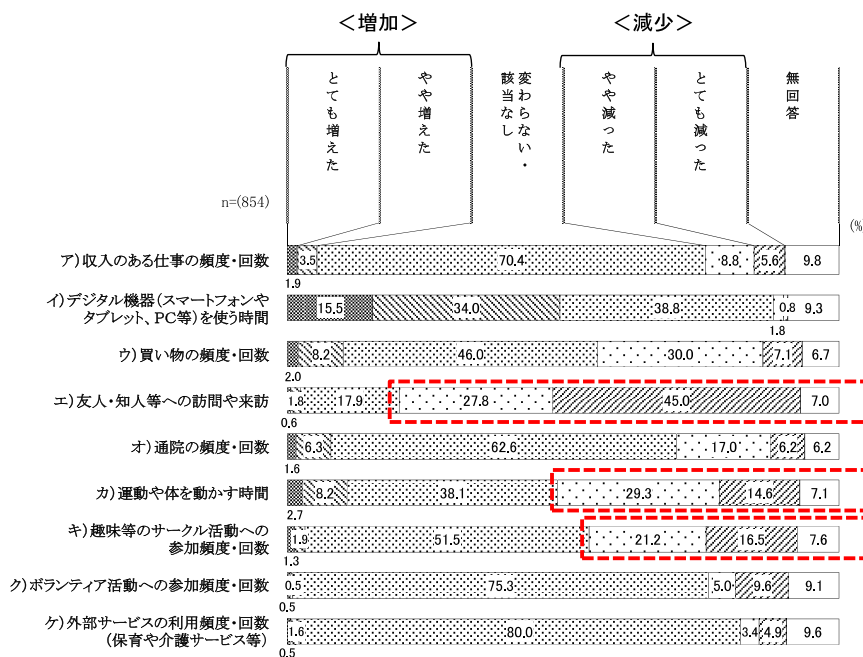 ＜増加＞
＜減少＞
とても増えた
やや増えた
変わらない・
該当なし
やや減った
とても減った
無回答
n=(854)
(%
ア)収入のある仕事の頻度・回数
3.5 70.4 8.8 5.6 9.8
1.9
イ)デジタル機器(スマートフォンや
タブレット、PC等)を使う時間
15.5 34.0 38.8 0.8 9.3
1.8
ウ)買い物の頻度・回数
8.2 46.0 30.0 7.1 6.7
2.0
エ)友人・知人等への訪問や来訪
1.8 17.9 27.8 45.0 7.0
0.6
オ)通院の頻度・回数
6.3 62.6 17.0 6.2 6.2
1.6
カ)運動や体を動かす時間
8.2 38.1 29.3 14.6 7.1
2.7
キ)趣味等のサークル活動への
参加頻度・回数
1.9 51.5 21.2 16.5 7.6
1.3
ク)ボランティア活動への参加頻度・回数
0.5 75.3 5.0 9.6 9.1
0.5
ケ)外部サービスの利用頻度・回数
(保育や介護サービス等)
1.6 80.0 3.4 4.9 9.6
0.5